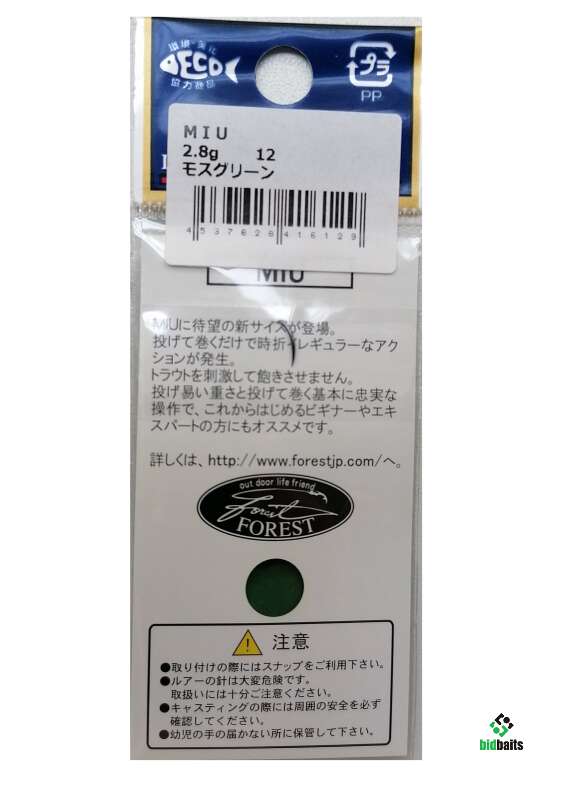 環境・美化
ECO
協力商品
プラ
PP
MIU
2.8g 12
モスグリーン
4 537626 416129
MIU
MIUに待望の新サイズが登場。
投げて巻くだけで時折イレギュラーなアク
ションが発生。
トラウトを刺激して飽きさせません。
投げ易い重さと投げて巻く基本に忠実な
操作で、これからはじめるビギナーやエキ
スパートの方にもオススメです。
詳しくは、http://www.forestjp.com/へ。
out door life friend
Forest
FOREST
注意
●取り付けの際にはスナップをご利用下さい。
●ルアーの針は大変危険です。
取扱いには十分ご注意ください。
●キャスティングの際には周囲の安全を必ず
確認してください。
●幼児の手の届かない所に保管して下さい。
bidbaits